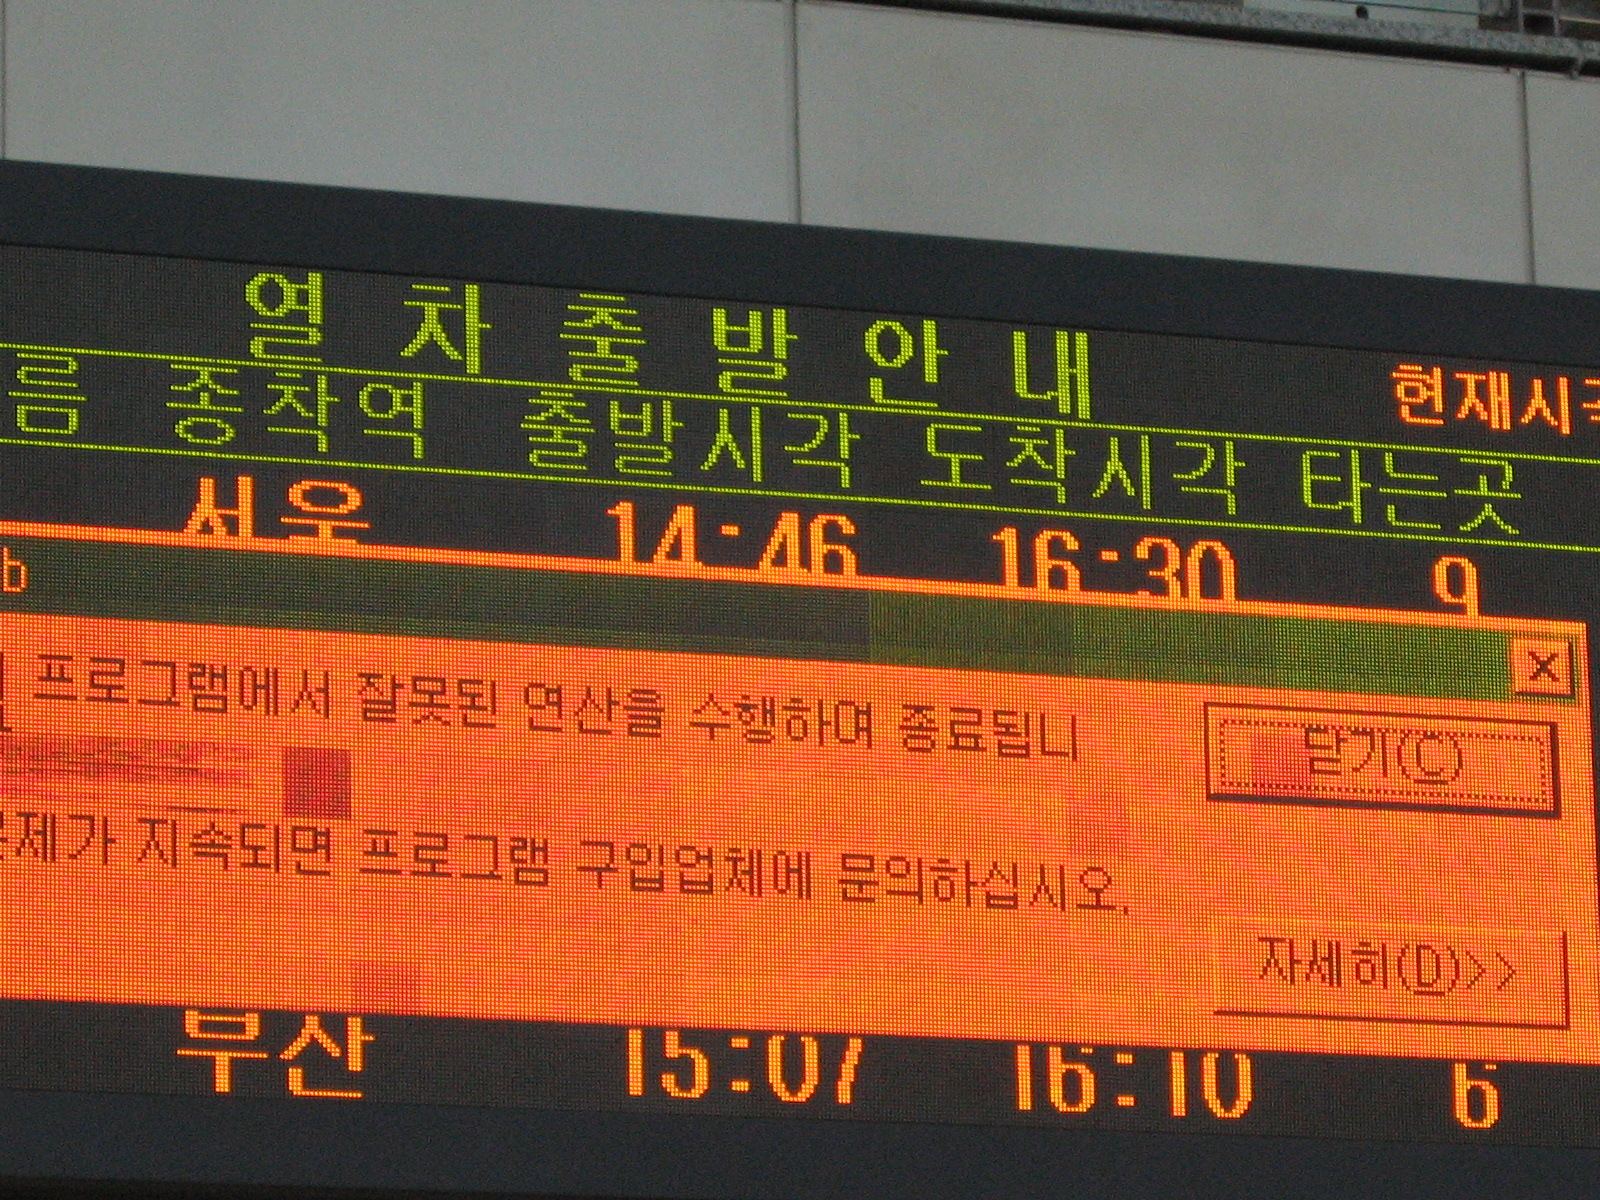 열차출발안내
현재시각
름 종착역 출발시각 도착시각 타는곳
서울 14:46 16:30 9
b
프로그램에서 잘못된 연산을 수행하여 종료됩니
닫기(C)
문제가 지속되면 프로그램 구입업체에 문의하십시오.
자세히(D)>>
부산 15:07 16:10 6